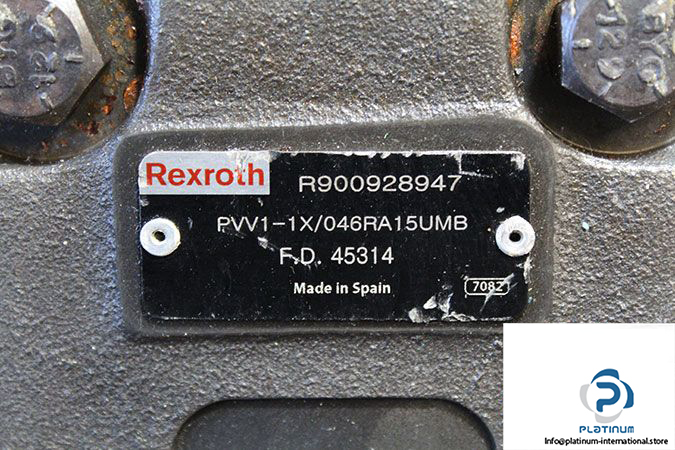 Rexroth
R900928947
PVV1-1X/046RA15UMB
F.D. 45314
Made in Spain
7082
PLATINUM
Info@platinum-international.store